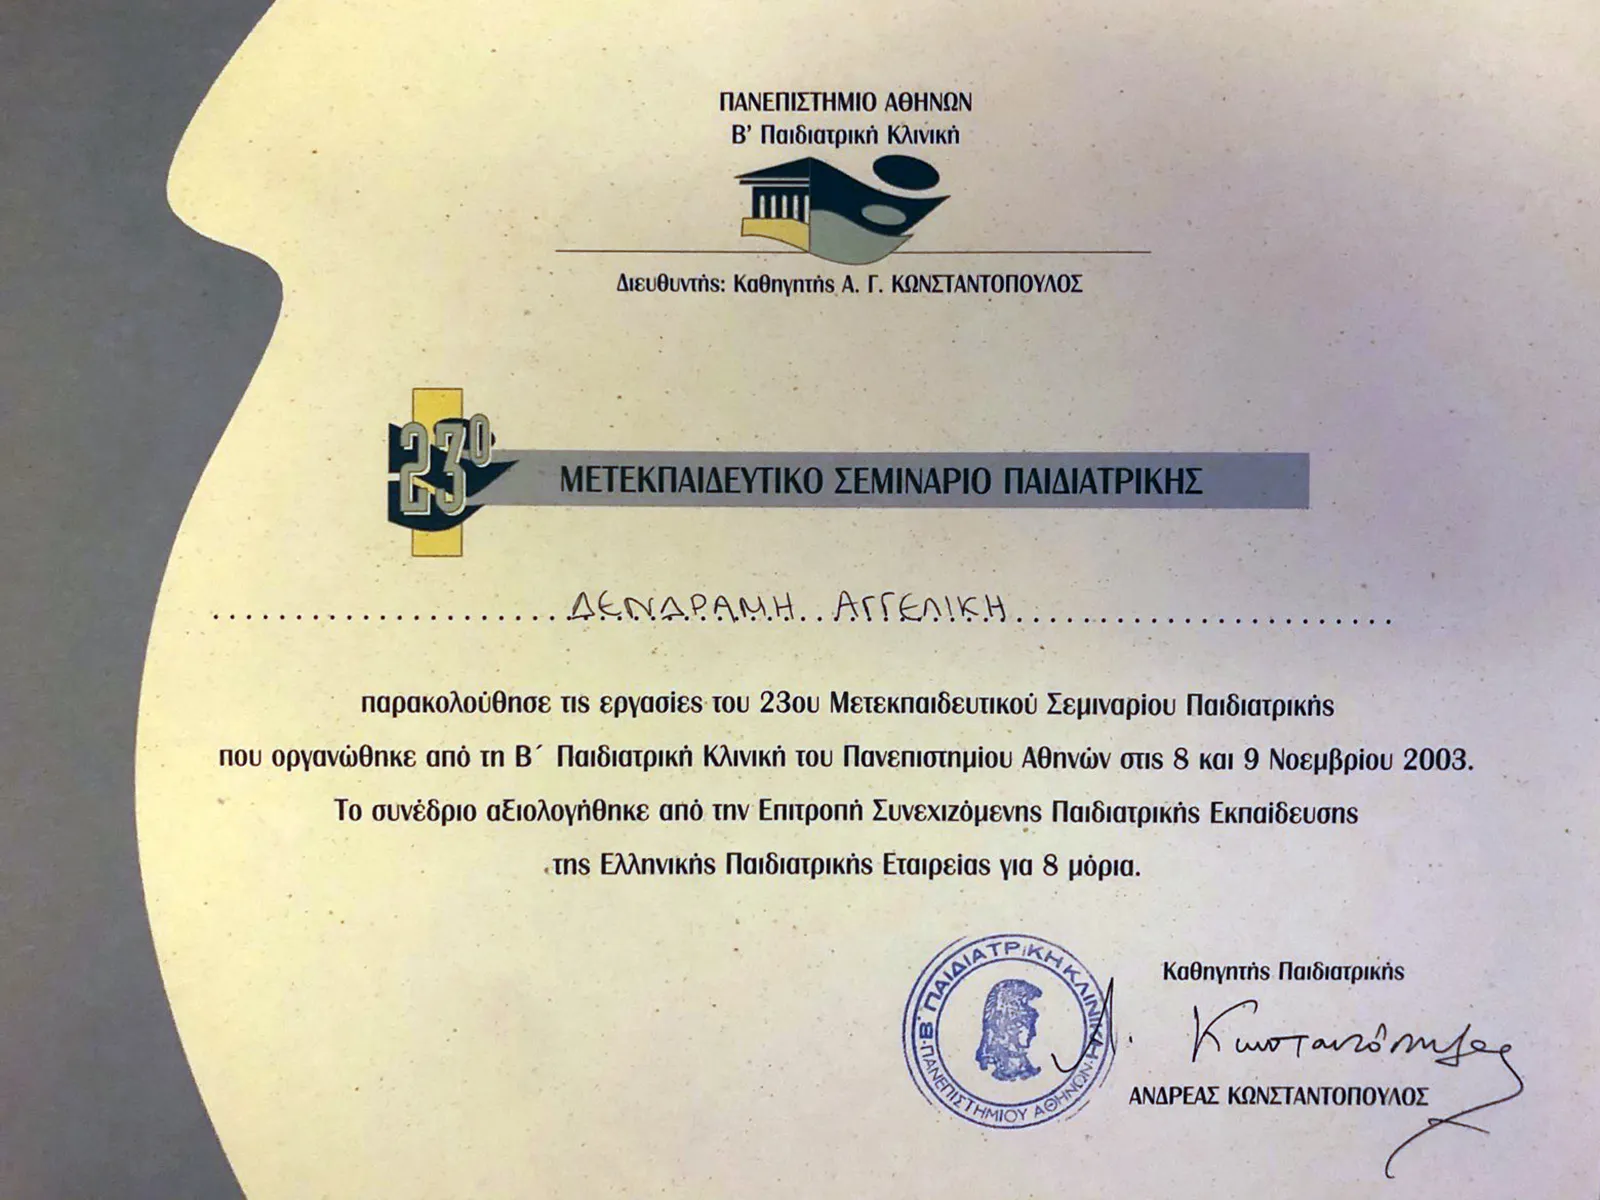 ΠΑΝΕΠΙΣΤΗΜΙΟ ΑΘΗΝΩΝ
Β' Παιδιατρική Κλινική
Διευθυντής: Καθηγητής Α. Γ. ΚΩΝΣΤΑΝΤΟΠΟΥΛΟΣ
23ο
ΜΕΤΕΚΠΑΙΔΕΥΤΙΚΟ ΣΕΜΙΝΑΡΙΟ ΠΑΙΔΙΑΤΡΙΚΗΣ
ΔΕΝΔΡΑΜΗ ΑΓΓΕΛΙΚΗ
παρακολούθησε τις εργασίες του 23ου Μετεκπαιδευτικού Σεμιναρίου Παιδιατρικής
που οργανώθηκε από τη Β΄ Παιδιατρική Κλινική του Πανεπιστημίου Αθηνών στις 8 και 9 Νοεμβρίου 2003.
Το συνέδριο αξιολογήθηκε από την Επιτροπή Συνεχιζόμενης Παιδιατρικής Εκπαίδευσης
της Ελληνικής Παιδιατρικής Εταιρείας για 8 μόρια.
Β' ΠΑΙΔΙΑΤΡΙΚΗ ΚΛΙΝΙΚΗ
ΠΑΝΕΠΙΣΤΗΜΙΟΥ ΑΘΗΝΩΝ
Καθηγητής Παιδιατρικής
Α. Κωνσταντόπουλος
ΑΝΔΡΕΑΣ ΚΩΝΣΤΑΝΤΟΠΟΥΛΟΣ